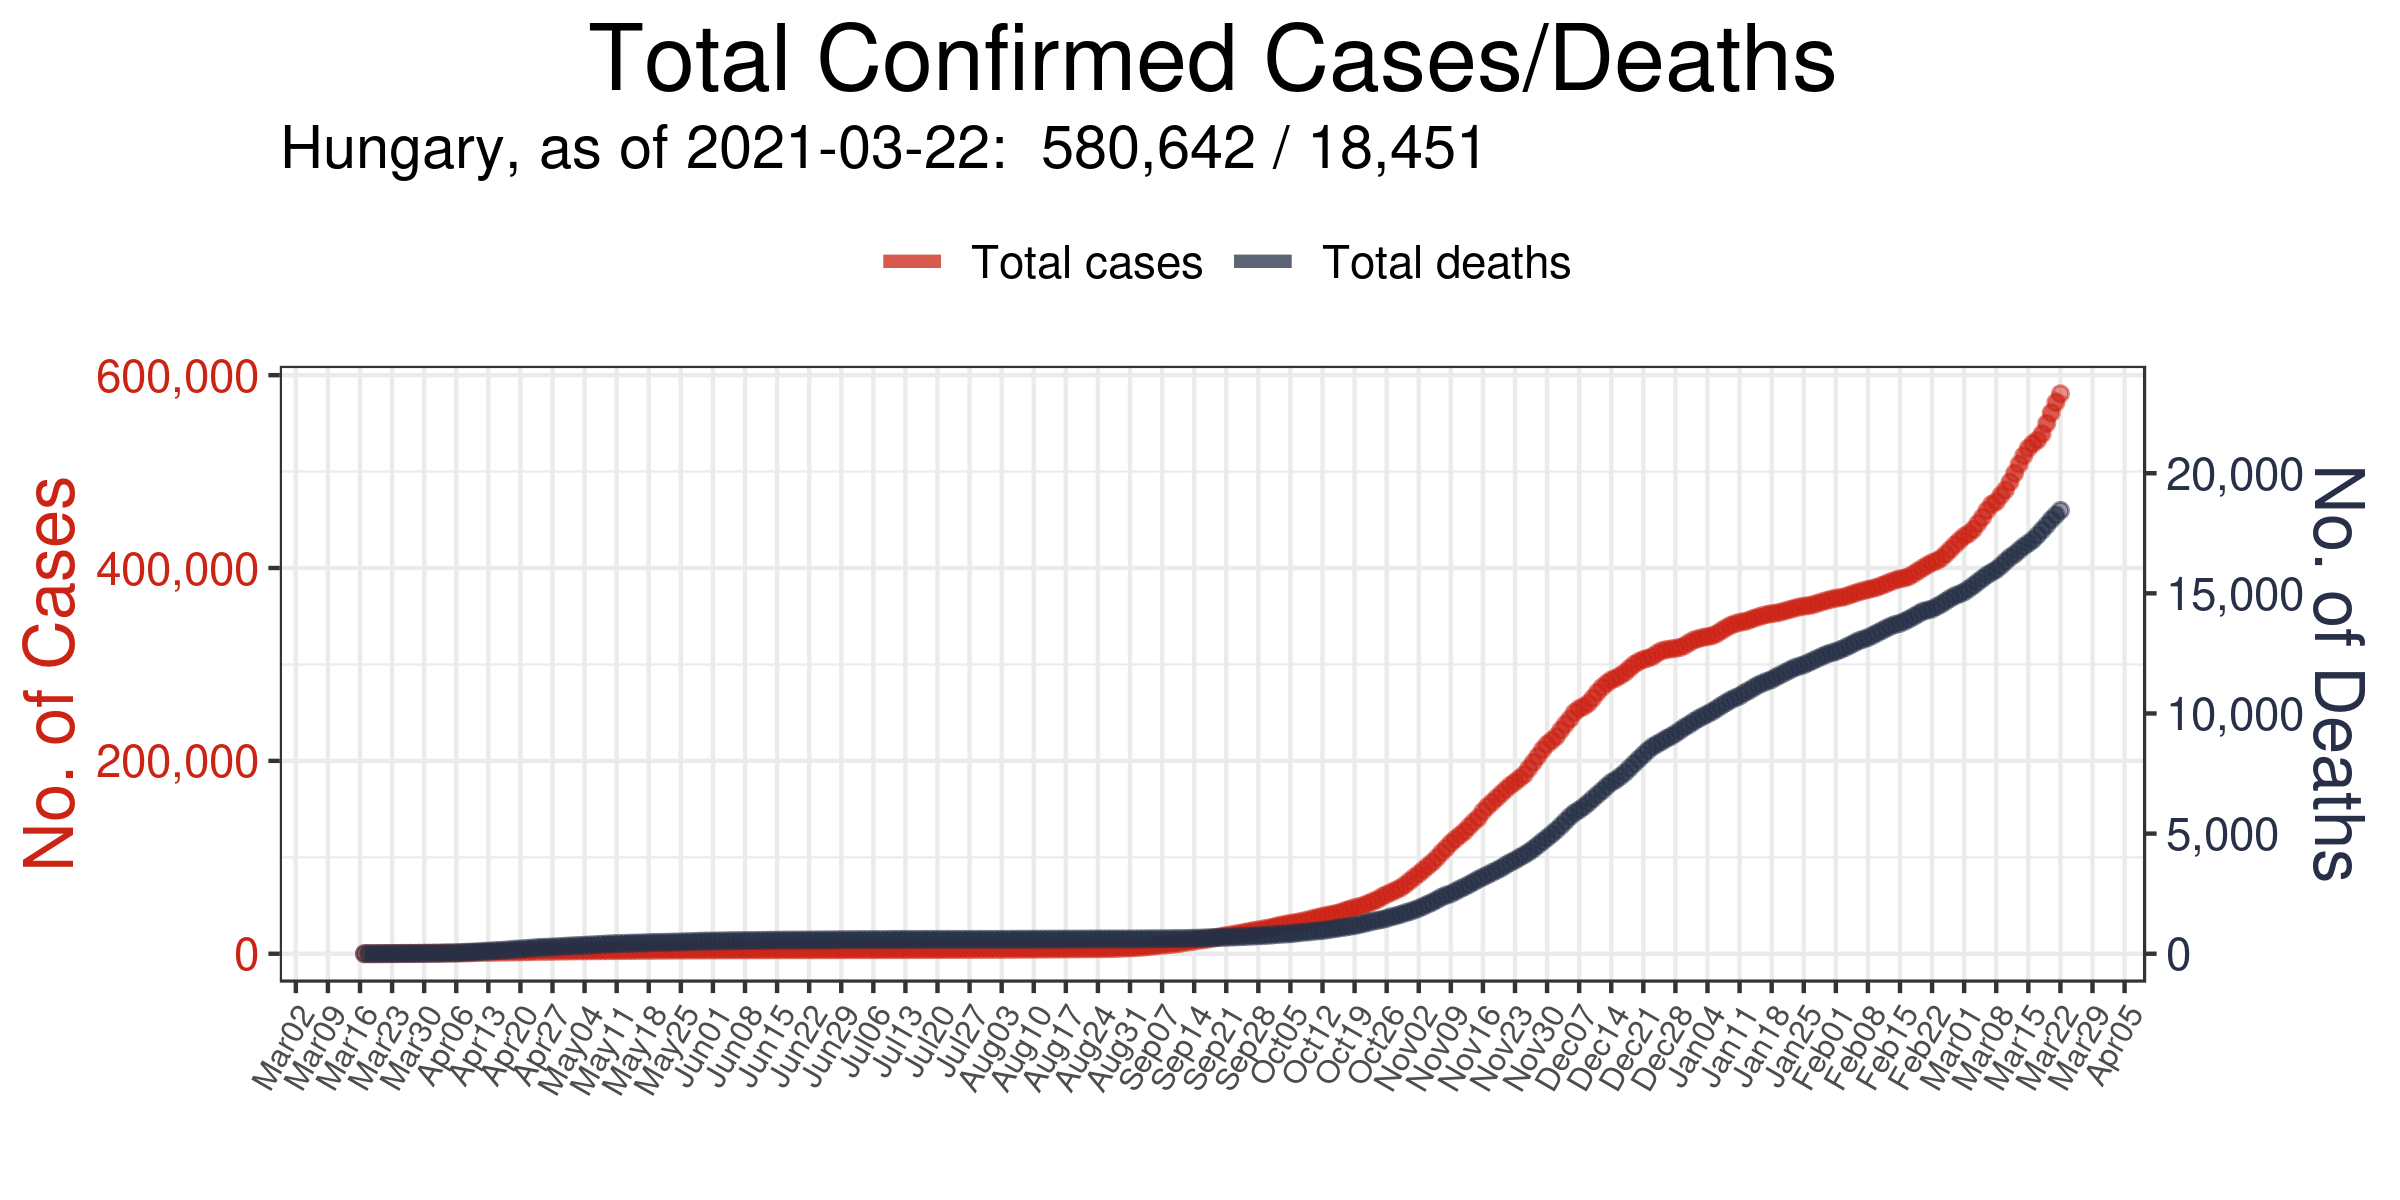 Total Confirmed Cases/Deaths
Hungary, as of 2021-03-22:  580,642 / 18,451
Total cases
Total deaths
No. of Cases
600,000
400,000
200,000
0
20,000
15,000
10,000
5,000
0
No. of Deaths
Mar02
Mar09
Mar16
Mar23
Mar30
Apr06
Apr13
Apr20
Apr27
May04
May11
May18
May25
Jun01
Jun08
Jun15
Jun22
Jun29
Jul06
Jul13
Jul20
Jul27
Aug03
Aug10
Aug17
Aug24
Aug31
Sep07
Sep14
Sep21
Sep28
Oct05
Oct12
Oct19
Oct26
Nov02
Nov09
Nov16
Nov23
Nov30
Dec07
Dec14
Dec21
Dec28
Jan04
Jan11
Jan18
Jan25
Feb01
Feb08
Feb15
Feb22
Mar01
Mar08
Mar15
Mar22
Mar29
Apr05